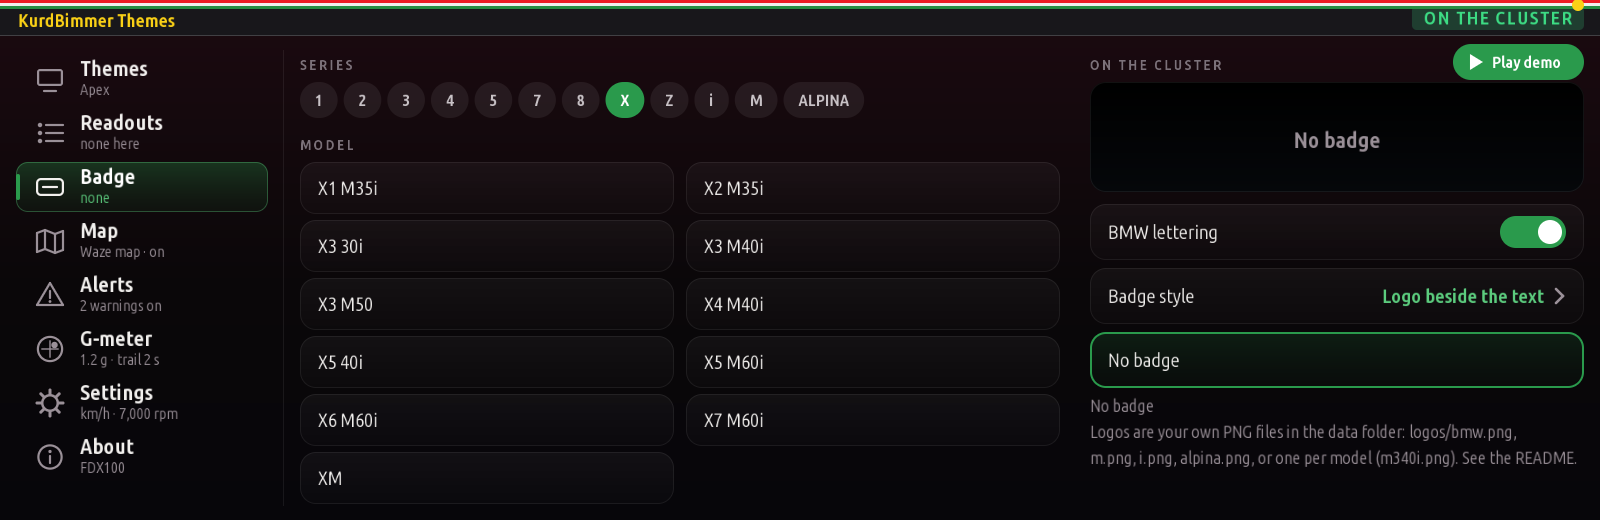 KurdBimmer Themes
ON THE CLUSTER
Themes
Apex
Readouts
none here
Badge
none
Map
Waze map · on
Alerts
2 warnings on
G-meter
1.2 g · trail 2 s
Settings
km/h · 7,000 rpm
About
FDX100
SERIES
1 2 3 4 5 7 8 X Z i M ALPINA
MODEL
X1 M35i
X2 M35i
X3 30i
X3 M40i
X3 M50
X4 M40i
X5 40i
X5 M60i
X6 M60i
X7 M60i
XM
ON THE CLUSTER
Play demo
No badge
BMW lettering
Badge style
Logo beside the text
No badge
No badge
Logos are your own PNG files in the data folder: logos/bmw.png,
m.png, i.png, alpina.png, or one per model (m340i.png). See the README.